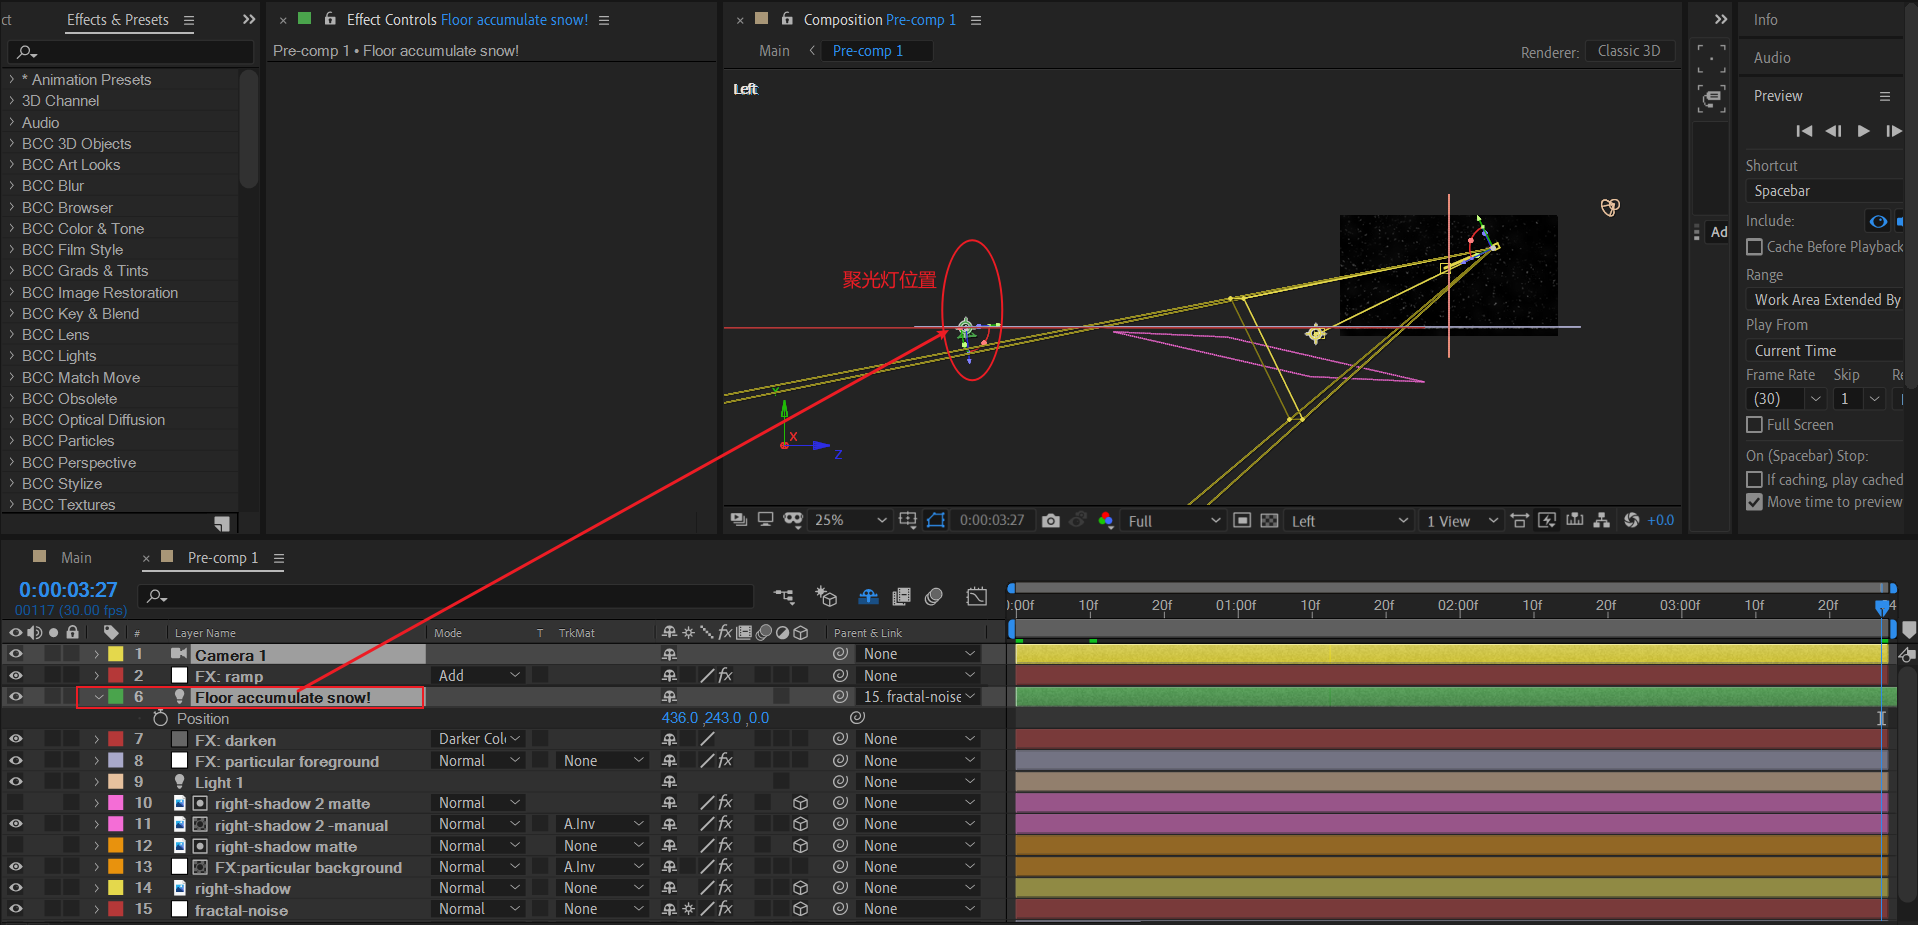 ct
Effects & Presets
Effect Controls Floor accumulate snow!
Composition Pre-comp 1
Info
Pre-comp 1 • Floor accumulate snow!
Main
Pre-comp 1
Renderer:
Classic 3D
Audio
* Animation Presets
3D Channel
Audio
BCC 3D Objects
BCC Art Looks
BCC Blur
BCC Browser
BCC Color & Tone
BCC Film Style
BCC Grads & Tints
BCC Image Restoration
BCC Key & Blend
BCC Lens
BCC Lights
BCC Match Move
BCC Obsolete
BCC Optical Diffusion
BCC Particles
BCC Perspective
BCC Stylize
BCC Textures
Left
聚光灯位置
Y
X
Z
25%
0:00:03:27
Full
Left
1 View
+0.0
Ad
Preview
Shortcut
Spacebar
Include:
Cache Before Playback
Range
Work Area Extended By
Play From
Current Time
Frame Rate
Skip
Re
(30)
1
Full Screen
On (Spacebar) Stop:
If caching, play cached
Move time to preview
Main
Pre-comp 1
0:00:03:27
00117 (30.00 fps)
:00f 10f 20f 01:00f 10f 20f 02:00f 10f 20f 03:00f 10f 20f 4
# Layer Name Mode T TrkMat fx Parent & Link
1 Camera 1 None
2 FX: ramp Add fx None
6 Floor accumulate snow! 15. fractal-noise
Position 436.0 ,243.0 ,0.0
7 FX: darken Darker Col None
8 FX: particular foreground Normal None fx None
9 Light 1 None
10 right-shadow 2 matte Normal fx None
11 right-shadow 2 -manual Normal A.Inv fx None
12 right-shadow matte Normal fx None
13 FX:particular background Normal A.Inv fx None
14 right-shadow Normal None fx None
15 fractal-noise Normal None fx None